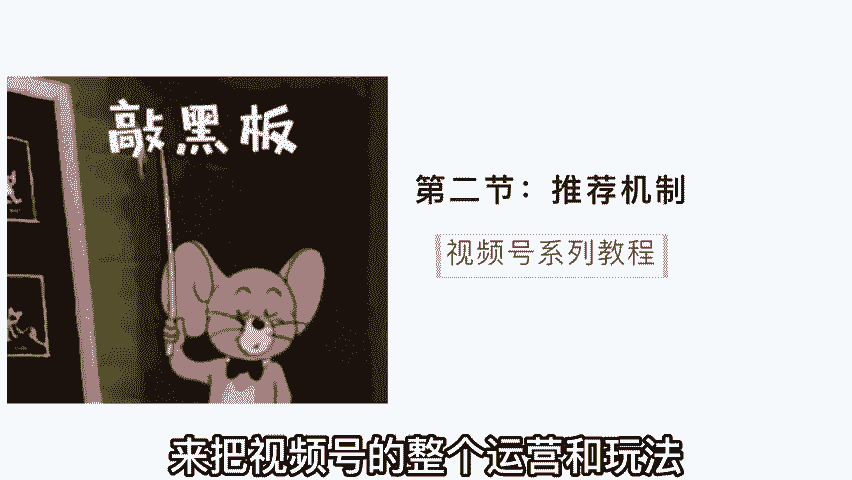 敲黑板
第二节：推荐机制
视频号系列教程
来把视频号的整个运营和玩法